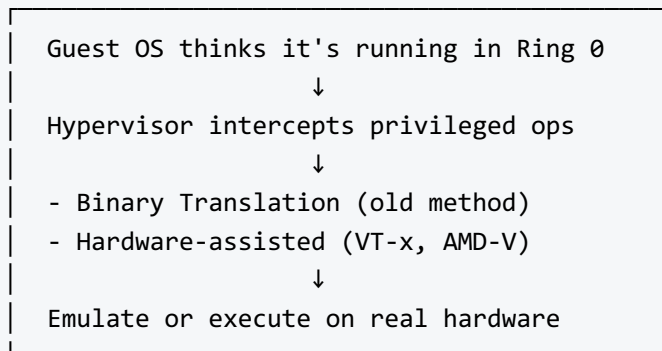 Guest OS thinks it's running in Ring 0
↓
Hypervisor intercepts privileged ops
↓
- Binary Translation (old method)
- Hardware-assisted (VT-x, AMD-V)
↓
Emulate or execute on real hardware